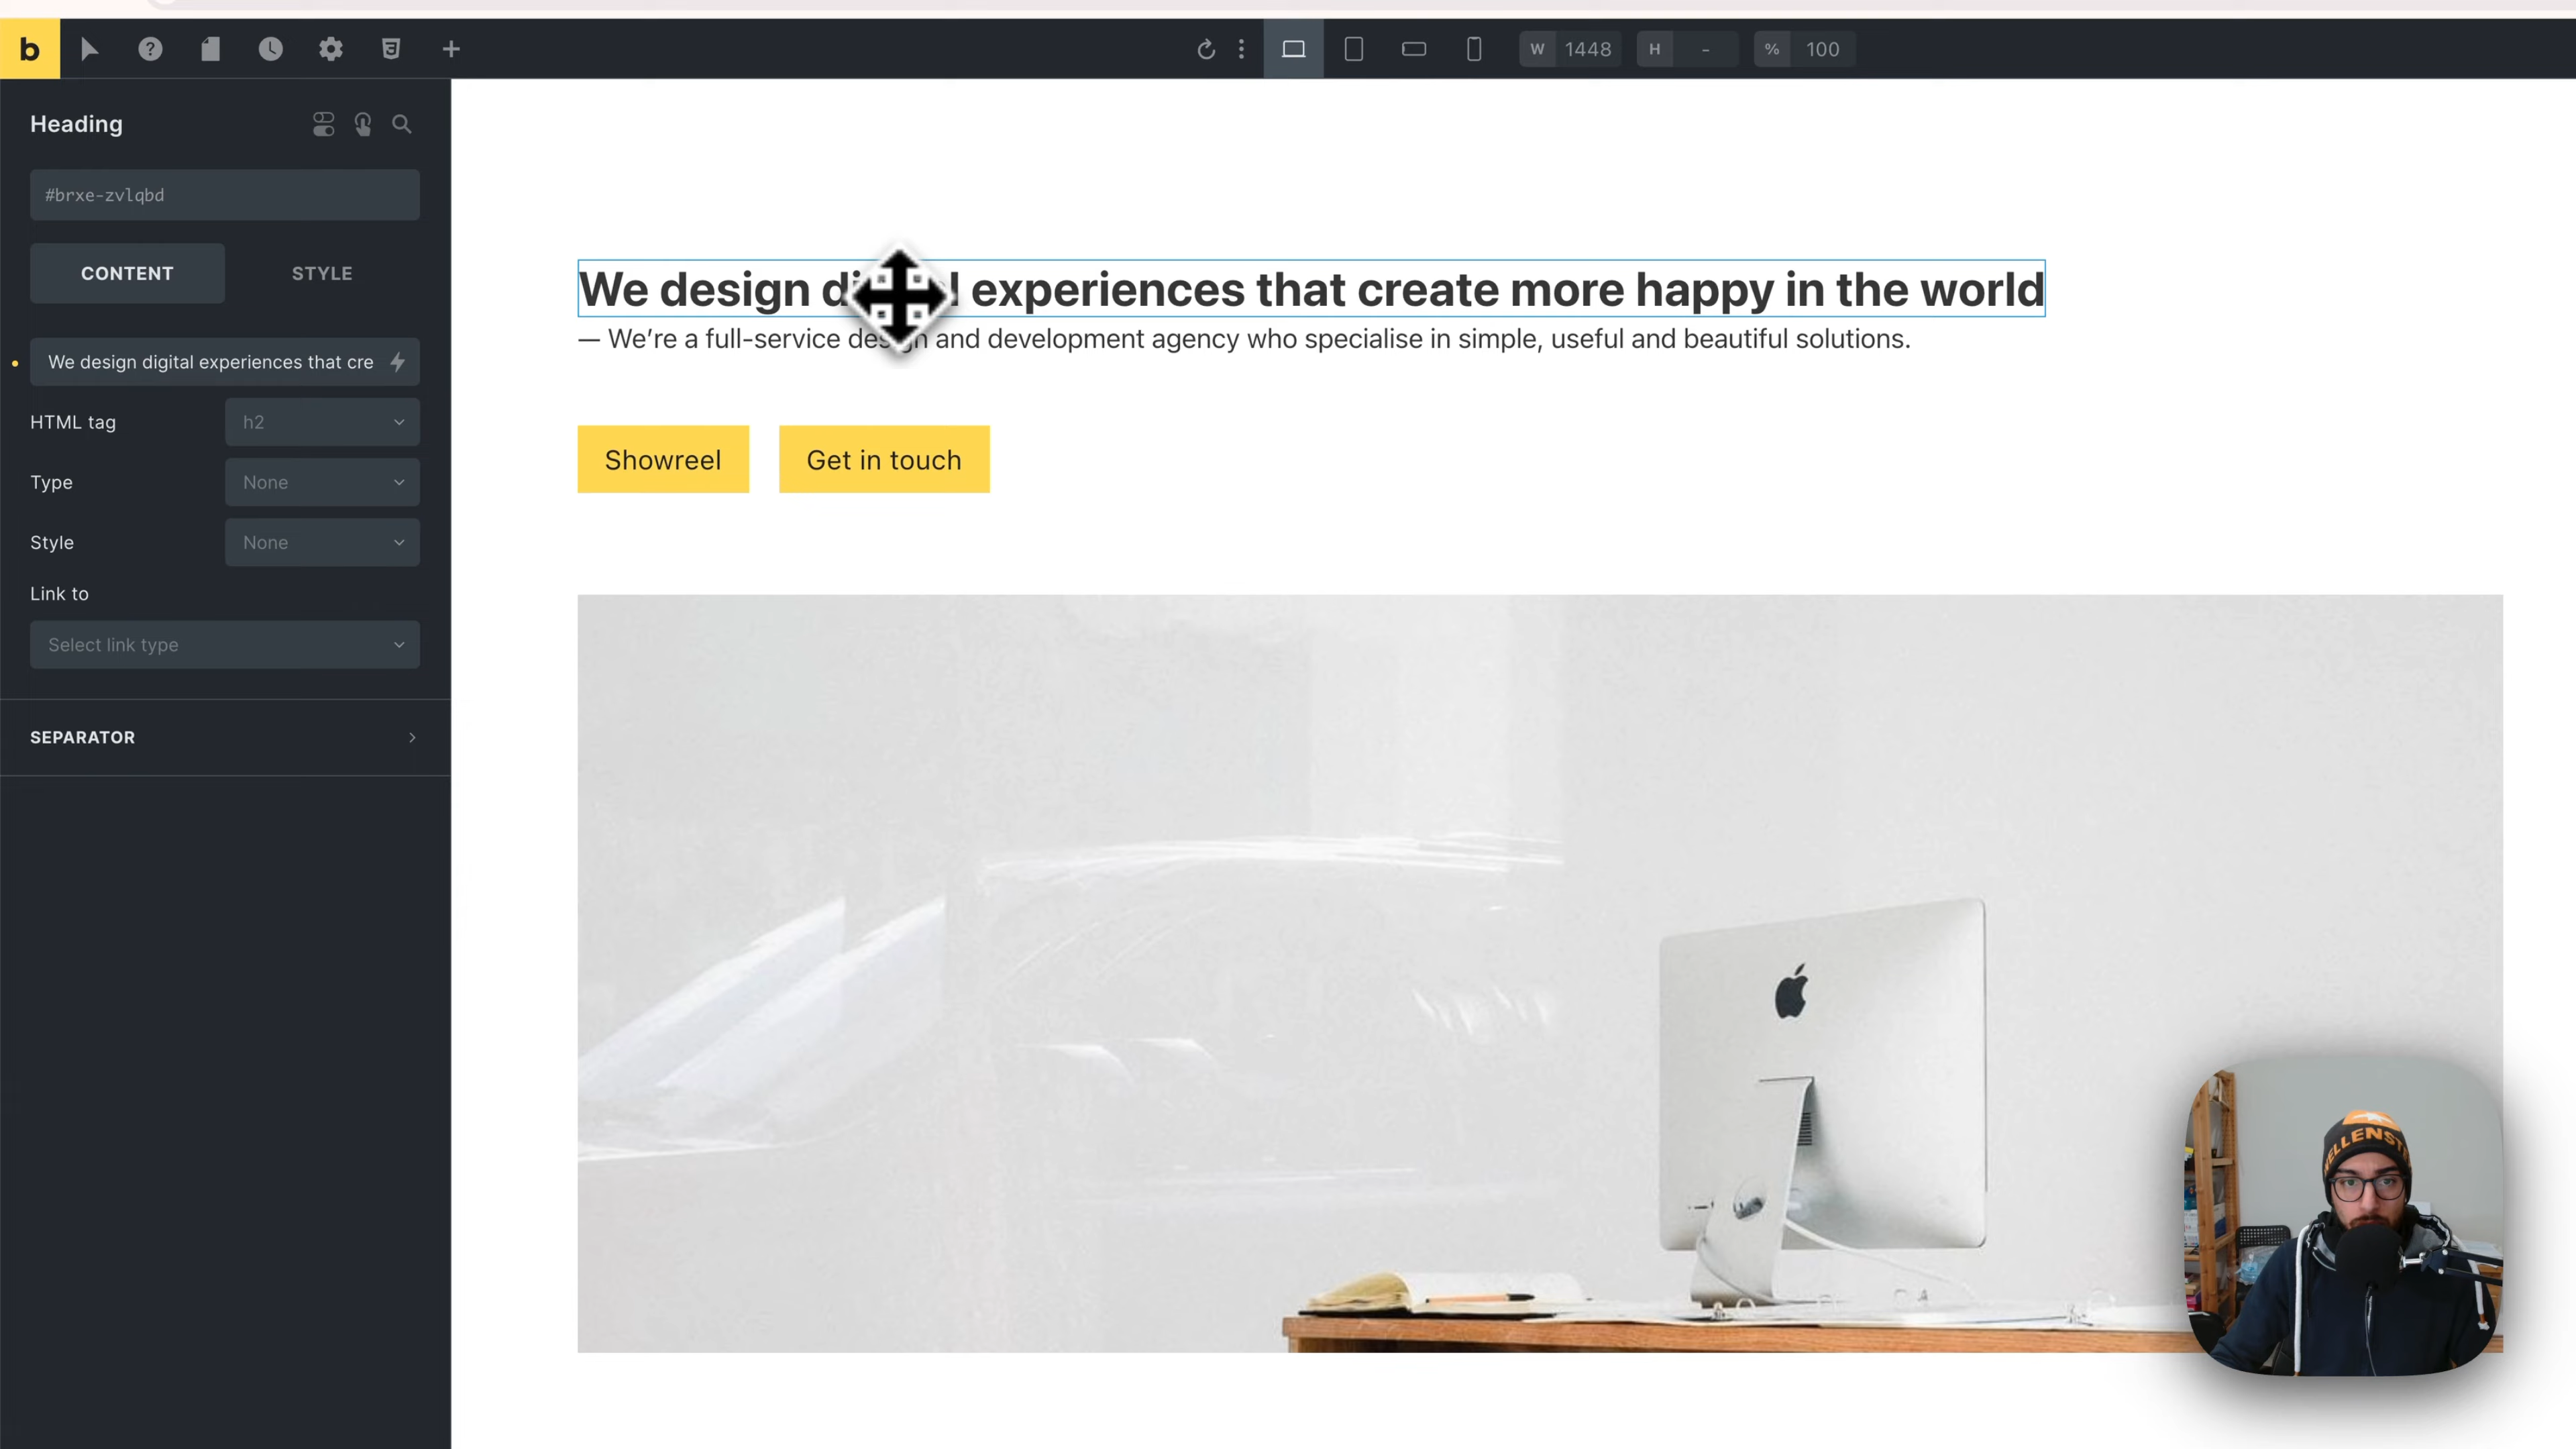 b
W 1448 H - % 100
Heading
#brxe-zvlqbd
CONTENT STYLE
We design digital experiences that cre
HTML tag h2
Type None
Style None
Link to
Select link type
SEPARATOR
We design di l experiences that create more happy in the world
— We’re a full-service design and development agency who specialise in simple, useful and beautiful solutions.
Showreel Get in touch